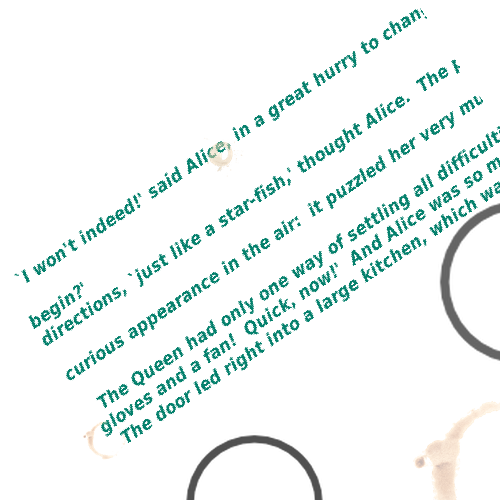 `I won't indeed!' said Alice, in a great hurry to chan
begin?'
directions, `just like a star-fish,' thought Alice.  The
curious appearance in the air:  it puzzled her very mu
The Queen had only one way of settling all difficulti
gloves and a fan!  Quick, now!'  And Alice was so m
The door led right into a large kitchen, which wa